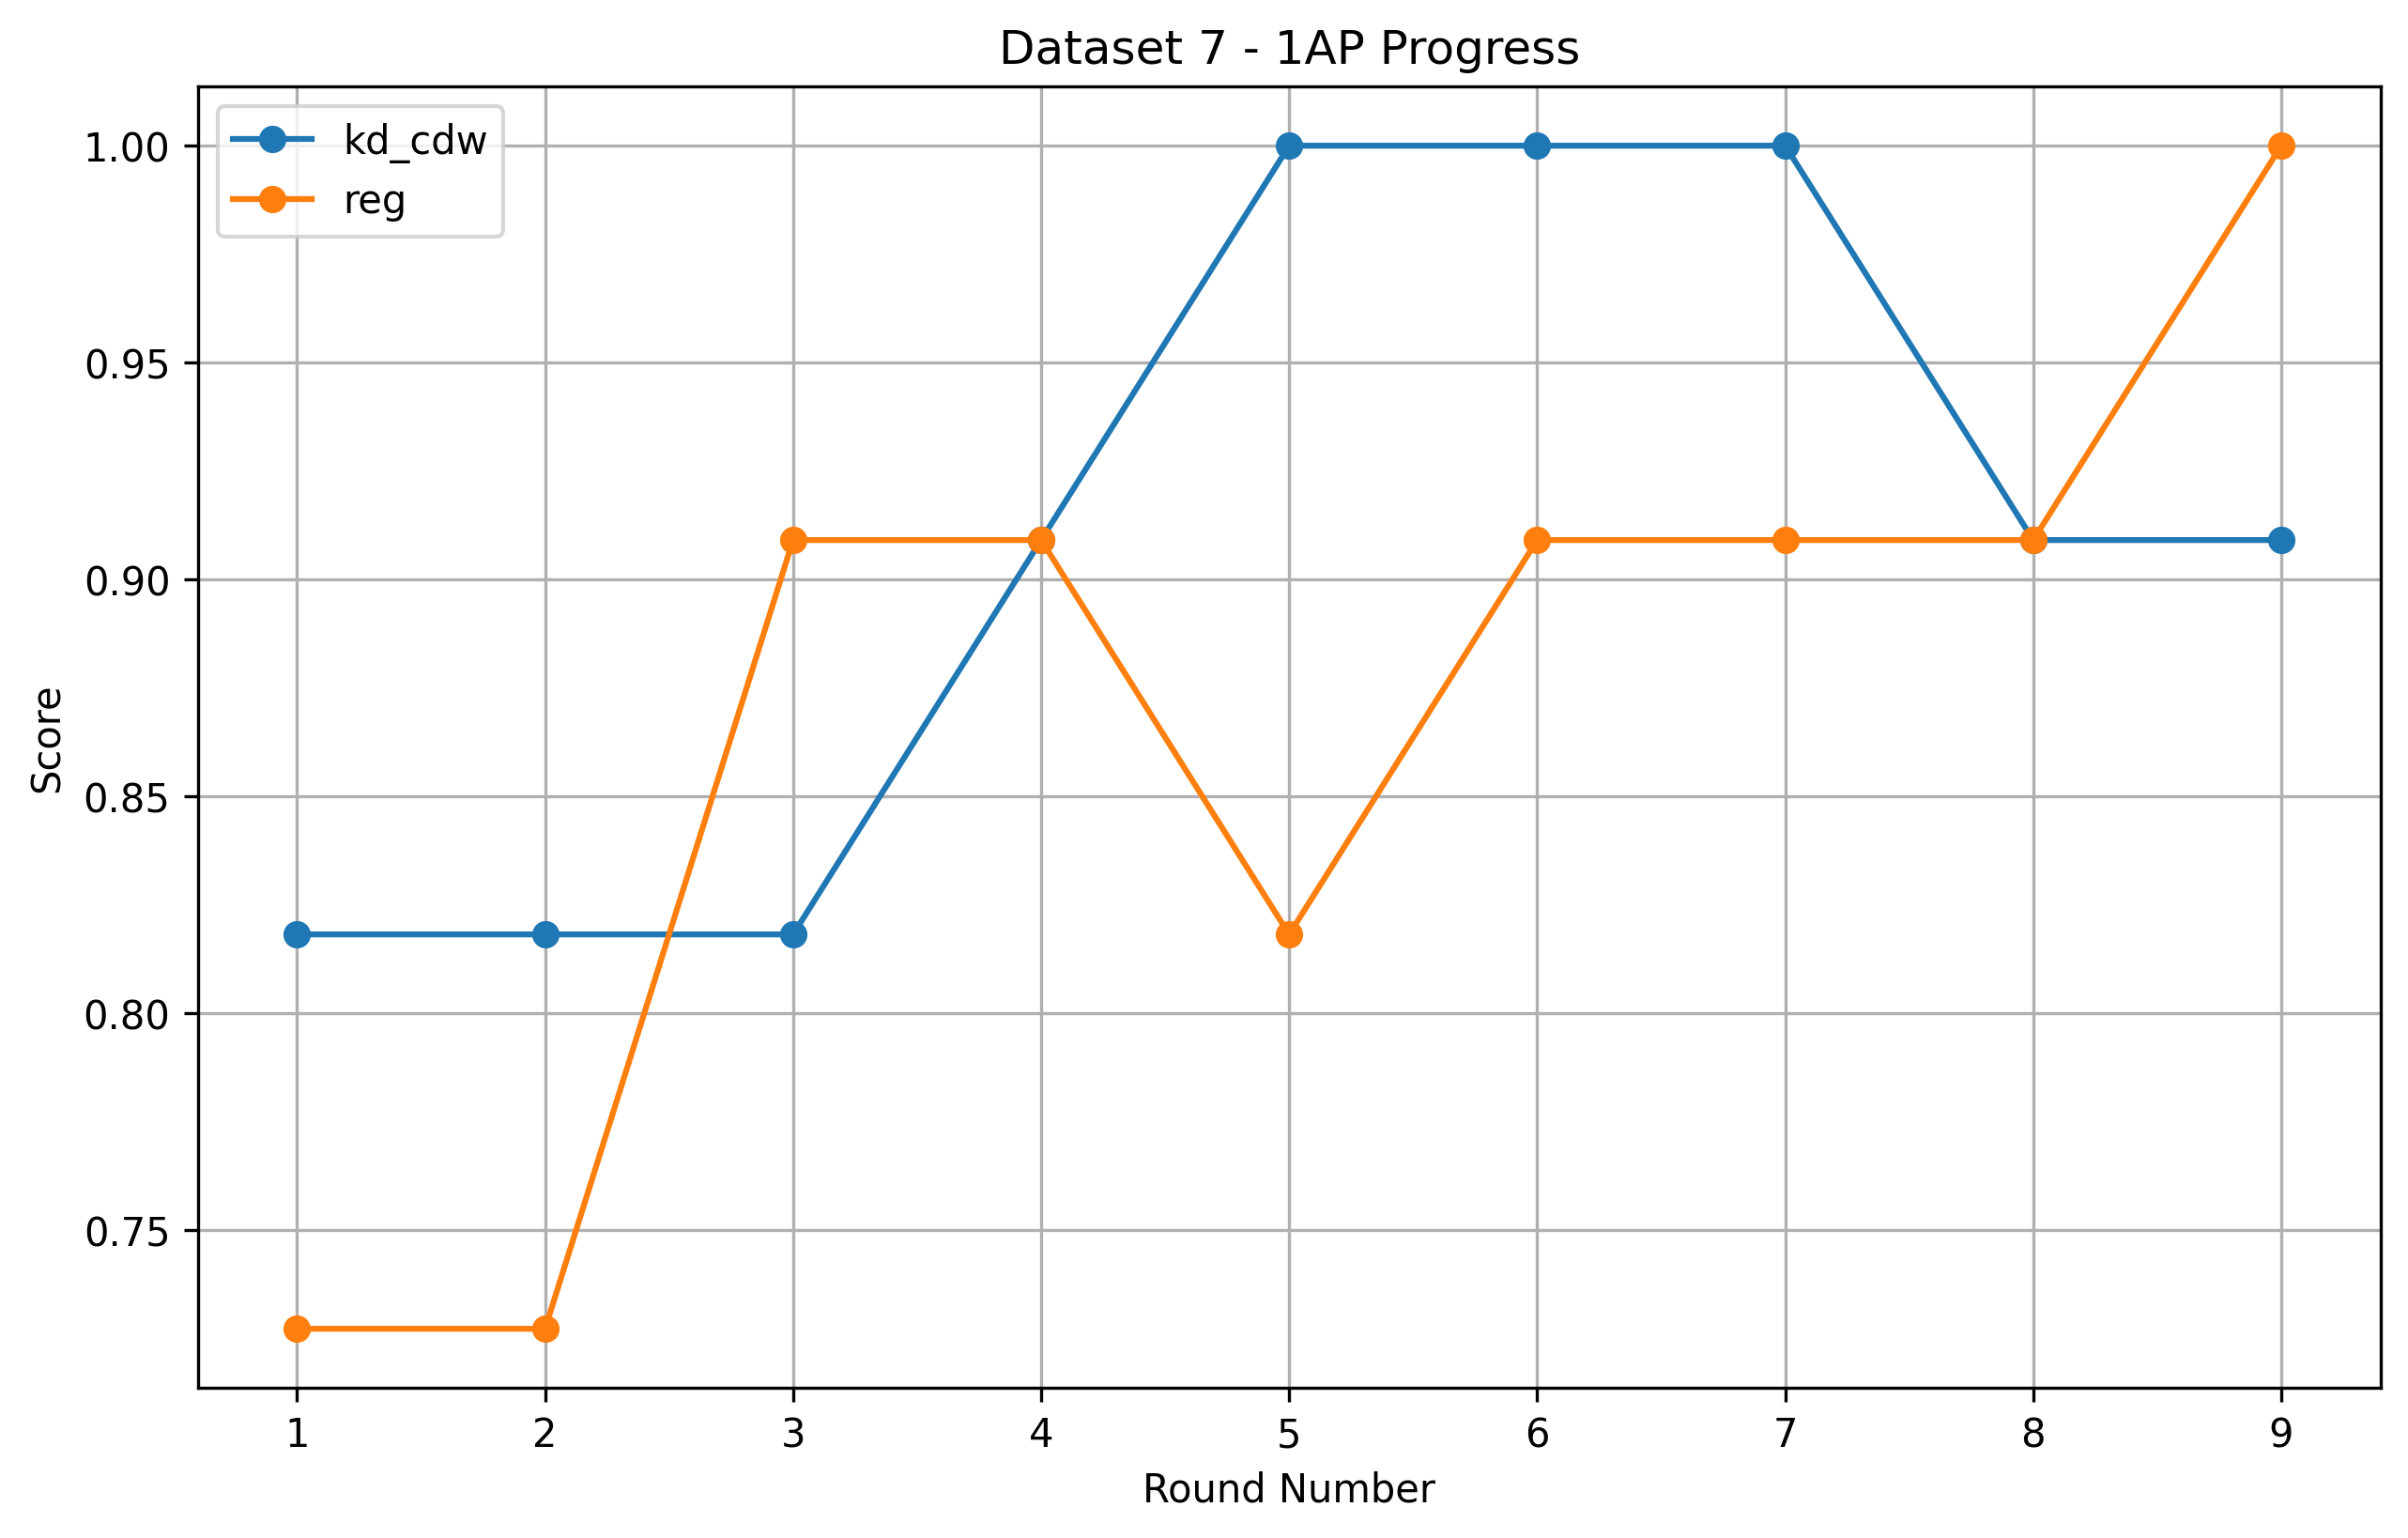 Dataset 7 - 1AP Progress
kd_cdw
reg
1.00
0.95
0.90
0.85
0.80
0.75
Score
1 2 3 4 5 6 7 8 9
Round Number